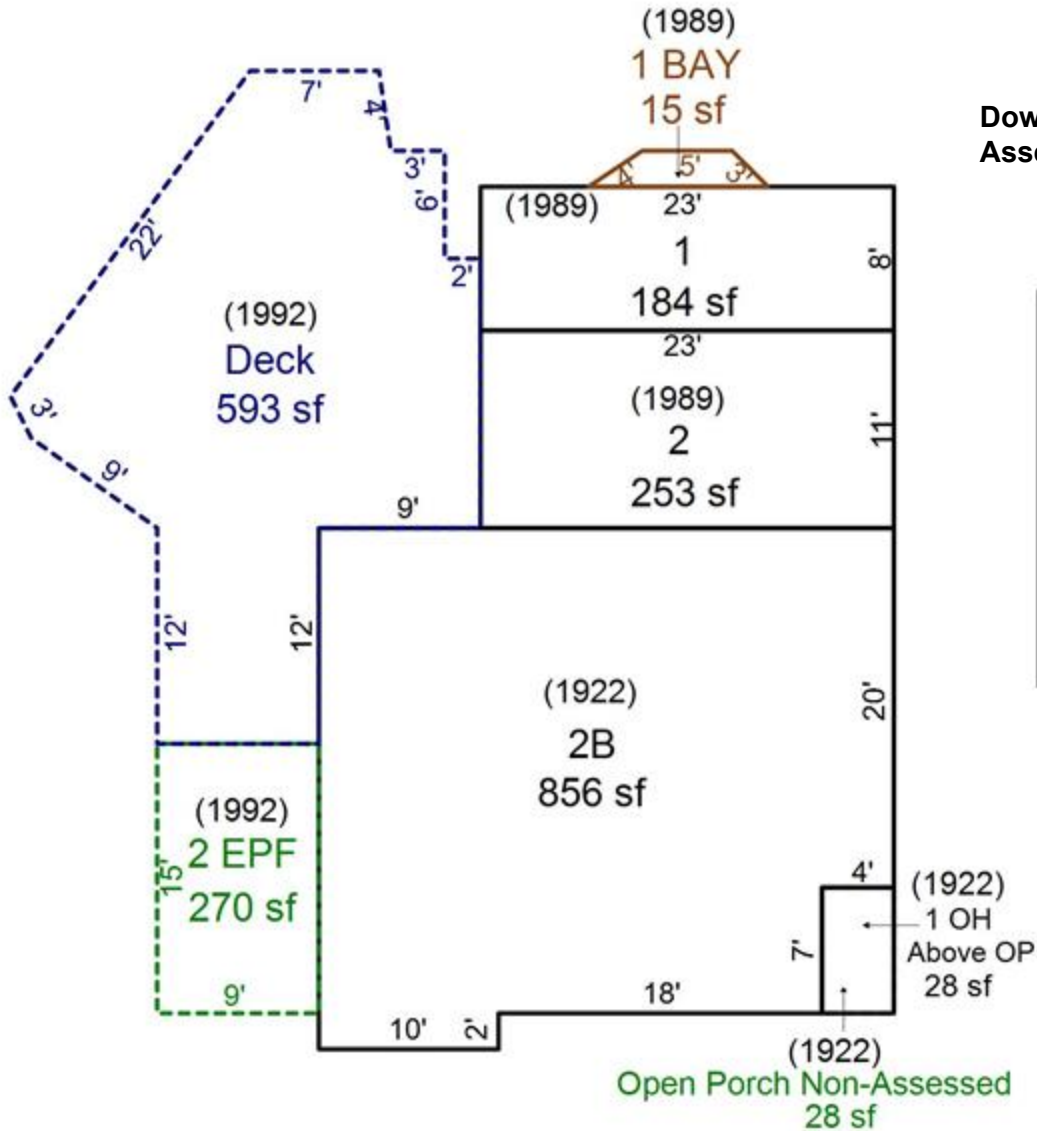 (1989)
1 BAY
15 sf
Dow
Asse
7'
4'
3'
6'
2'
22'
4'
5'
3'
(1989)
23'
1
184 sf
8'
(1992)
Deck
593 sf
23'
(1989)
2
253 sf
11'
3'
9'
9'
12'
12'
(1922)
2B
856 sf
20'
(1992)
2 EPF
270 sf
15'
9'
4'
7'
(1922)
1 OH
Above OP
28 sf
18'
10'
2'
(1922)
Open Porch Non-Assessed
28 sf